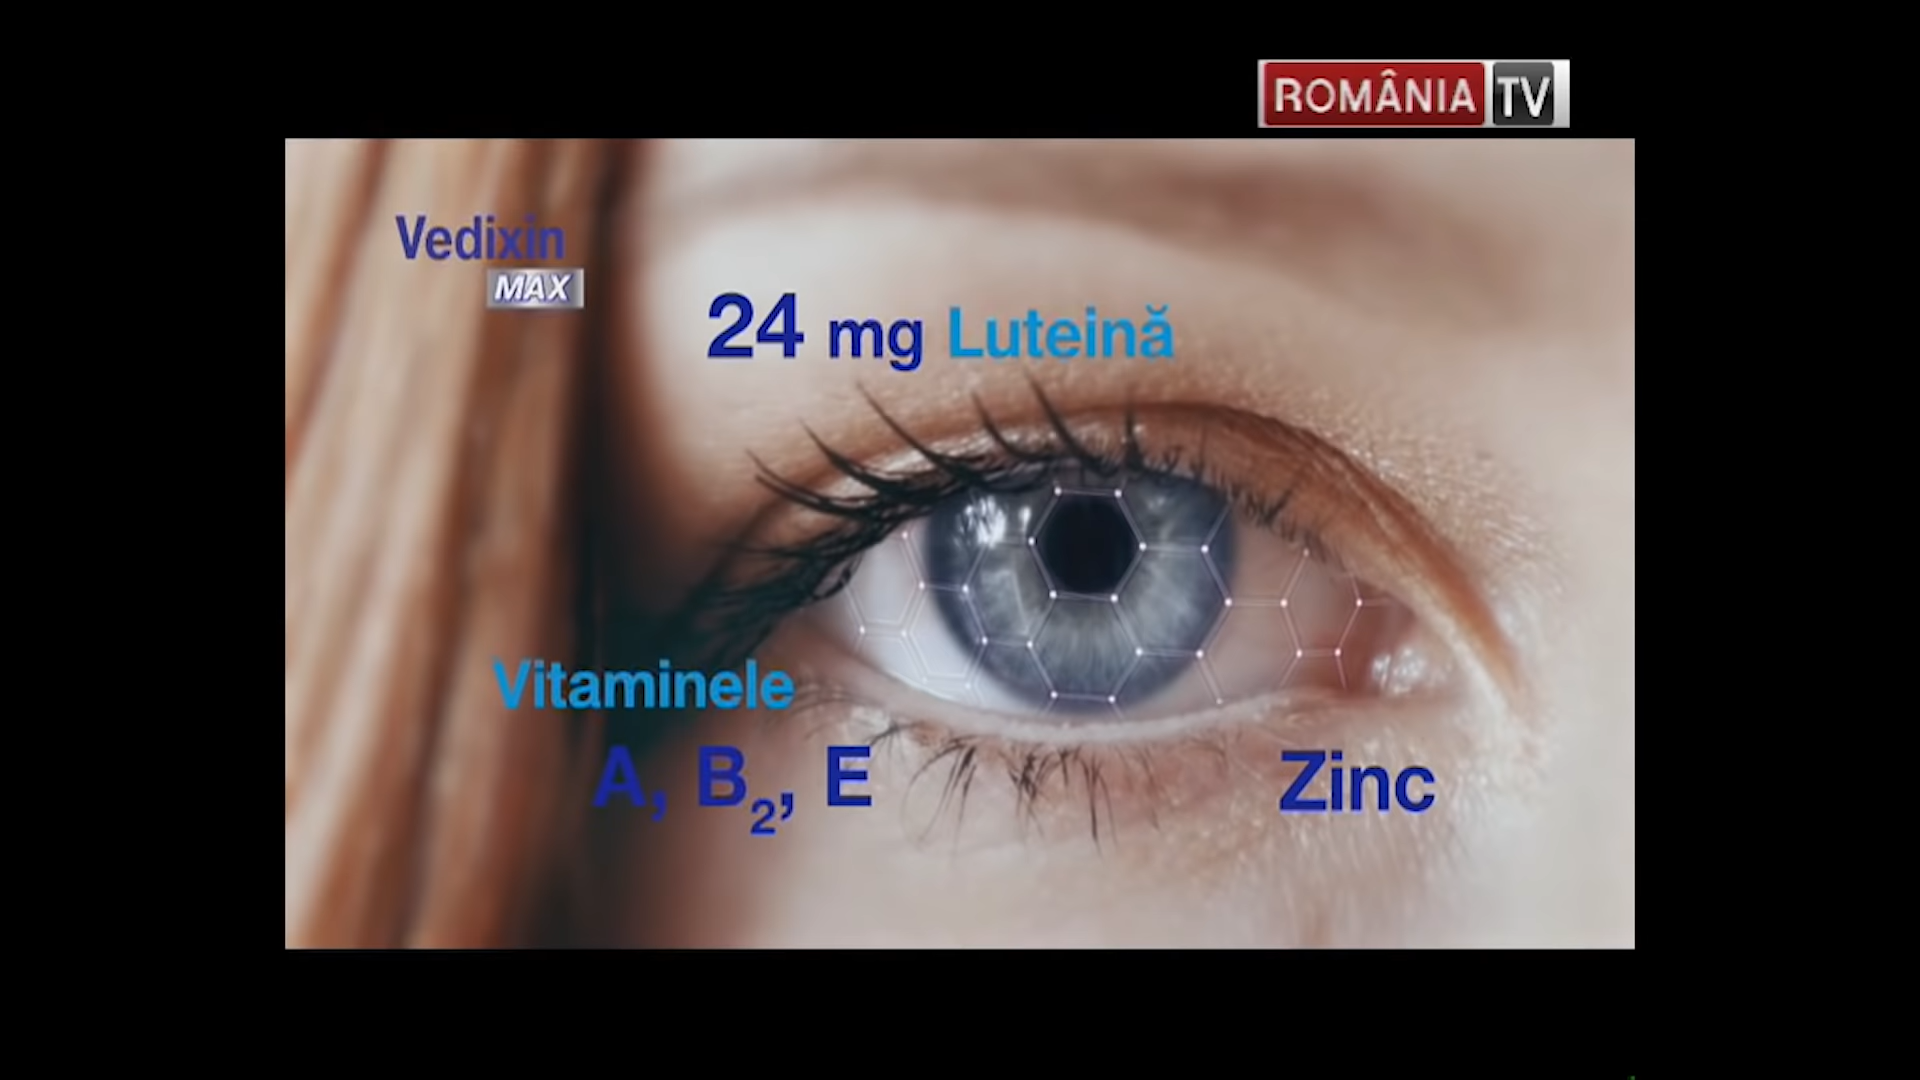 ROMÂNIA TV
Vedixin
MAX
24 mg Luteină
Vitaminele
A, B₂, E
Zinc